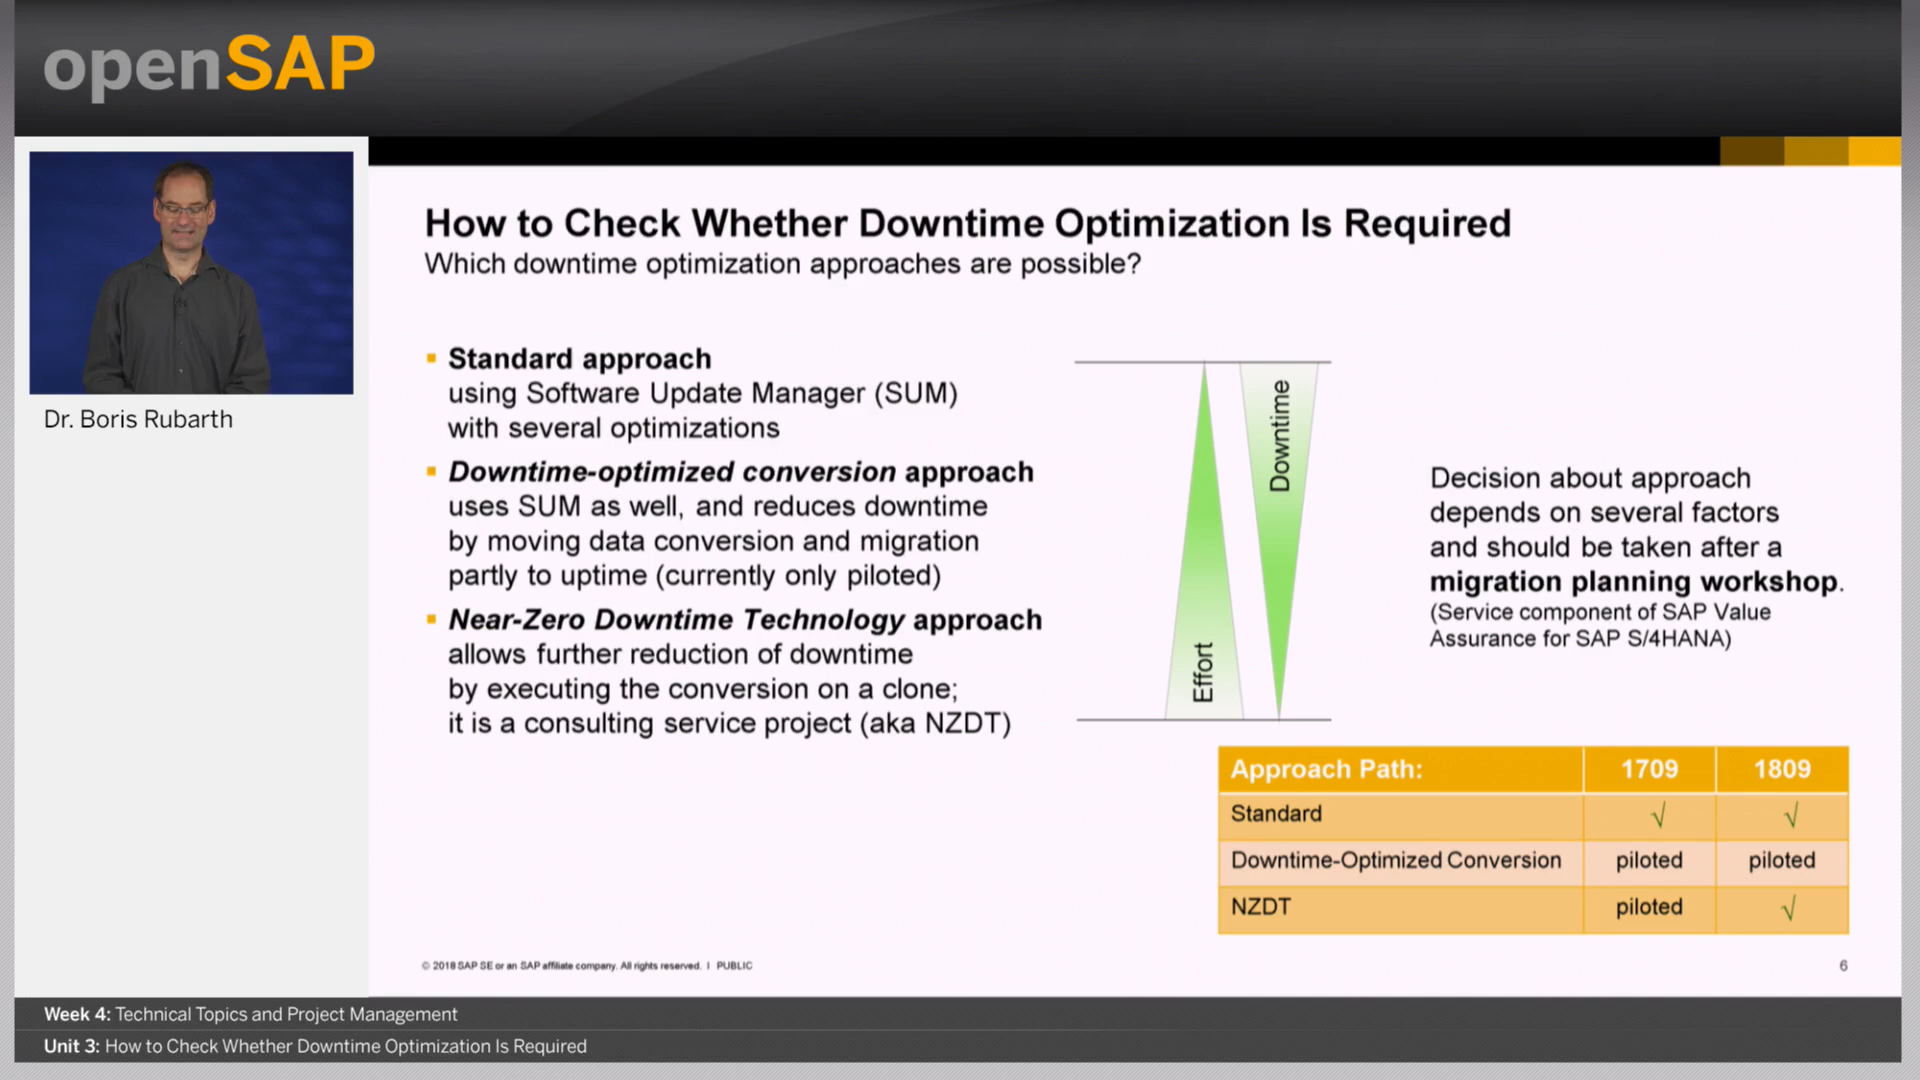 openSAP
Dr. Boris Rubarth
How to Check Whether Downtime Optimization Is Required
Which downtime optimization approaches are possible?
▪ Standard approach
using Software Update Manager (SUM)
with several optimizations
▪ Downtime-optimized conversion approach
uses SUM as well, and reduces downtime
by moving data conversion and migration
partly to uptime (currently only piloted)
▪ Near-Zero Downtime Technology approach
allows further reduction of downtime
by executing the conversion on a clone;
it is a consulting service project (aka NZDT)
Effort
Downtime
Decision about approach
depends on several factors
and should be taken after a
migration planning workshop.
(Service component of SAP Value
Assurance for SAP S/4HANA)
Approach Path: 1709 1809
Standard √ √
Downtime-Optimized Conversion piloted piloted
NZDT piloted √
© 2018 SAP SE or an SAP affiliate company. All rights reserved. I PUBLIC
6
Week 4: Technical Topics and Project Management
Unit 3: How to Check Whether Downtime Optimization Is Required